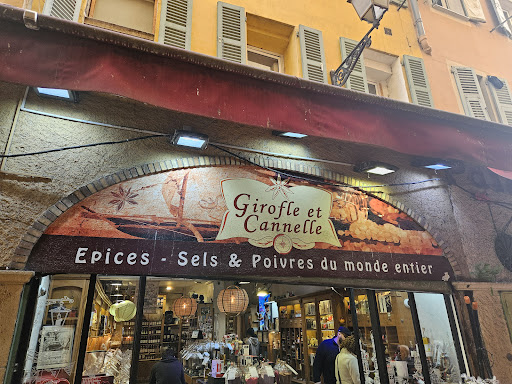 Girofle et
Cannelle
Epices - Sels & Poivres du monde entier